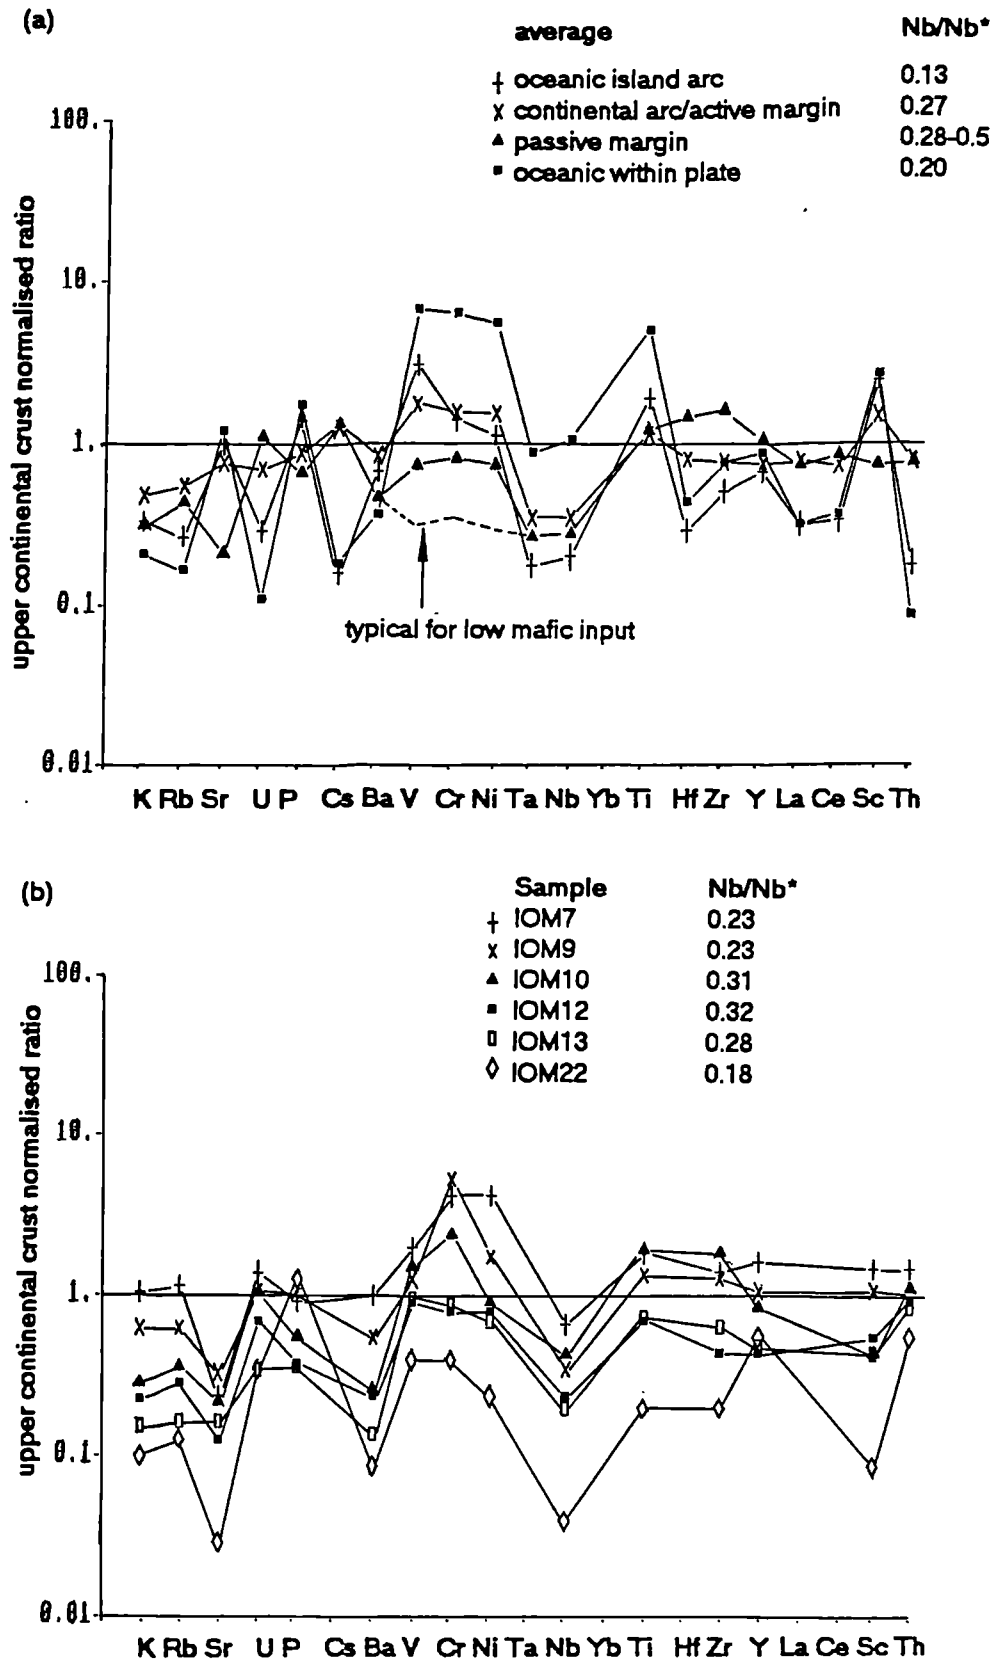 (a)
average Nb/Nb*
oceanic island arc 0.13
continental arc/active margin 0.27
passive margin 0.28-0.5
oceanic within plate 0.20
upper continental crust normalised ratio
100.
10.
1.
0.1
0.01
typical for low mafic input
K Rb Sr U P Cs Ba V Cr Ni Ta Nb Yb Ti Hf Zr Y La Ce Sc Th
(b)
Sample Nb/Nb*
IOM7 0.23
IOM9 0.23
IOM10 0.31
IOM12 0.32
IOM13 0.28
IOM22 0.18
upper continental crust normalised ratio
100.
10.
1.
0.1
0.01
K Rb Sr U P Cs Ba V Cr Ni Ta Nb Yb Ti Hf Zr Y La Ce Sc Th